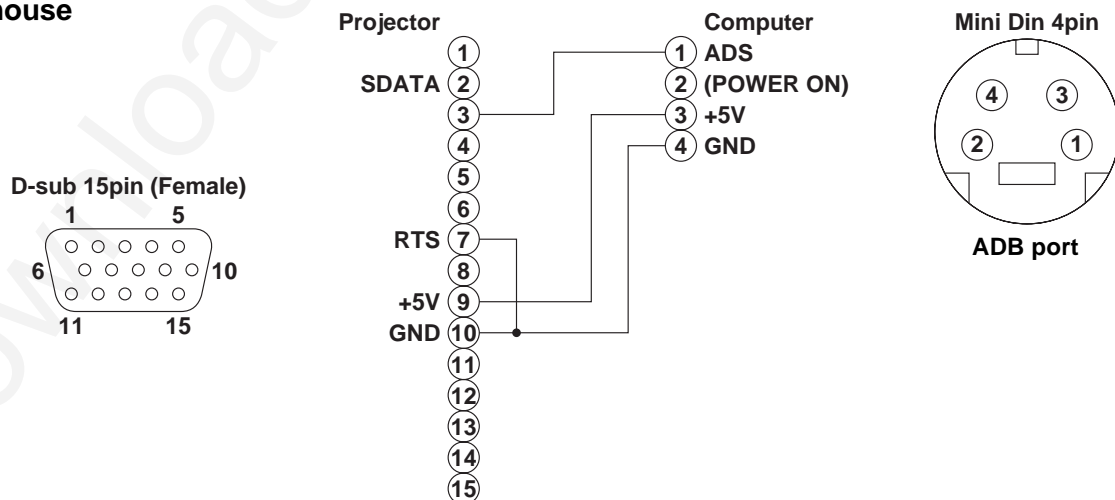 Projector
Computer
Mini Din 4pin
1
SDATA 2
3
4
5
6
RTS 7
8
+5V 9
GND 10
11
12
13
14
15
1 ADS
2 (POWER ON)
3 +5V
4 GND
4 3
2 1
ADB port
D-sub 15pin (Female)
1 5
6 10
11 15